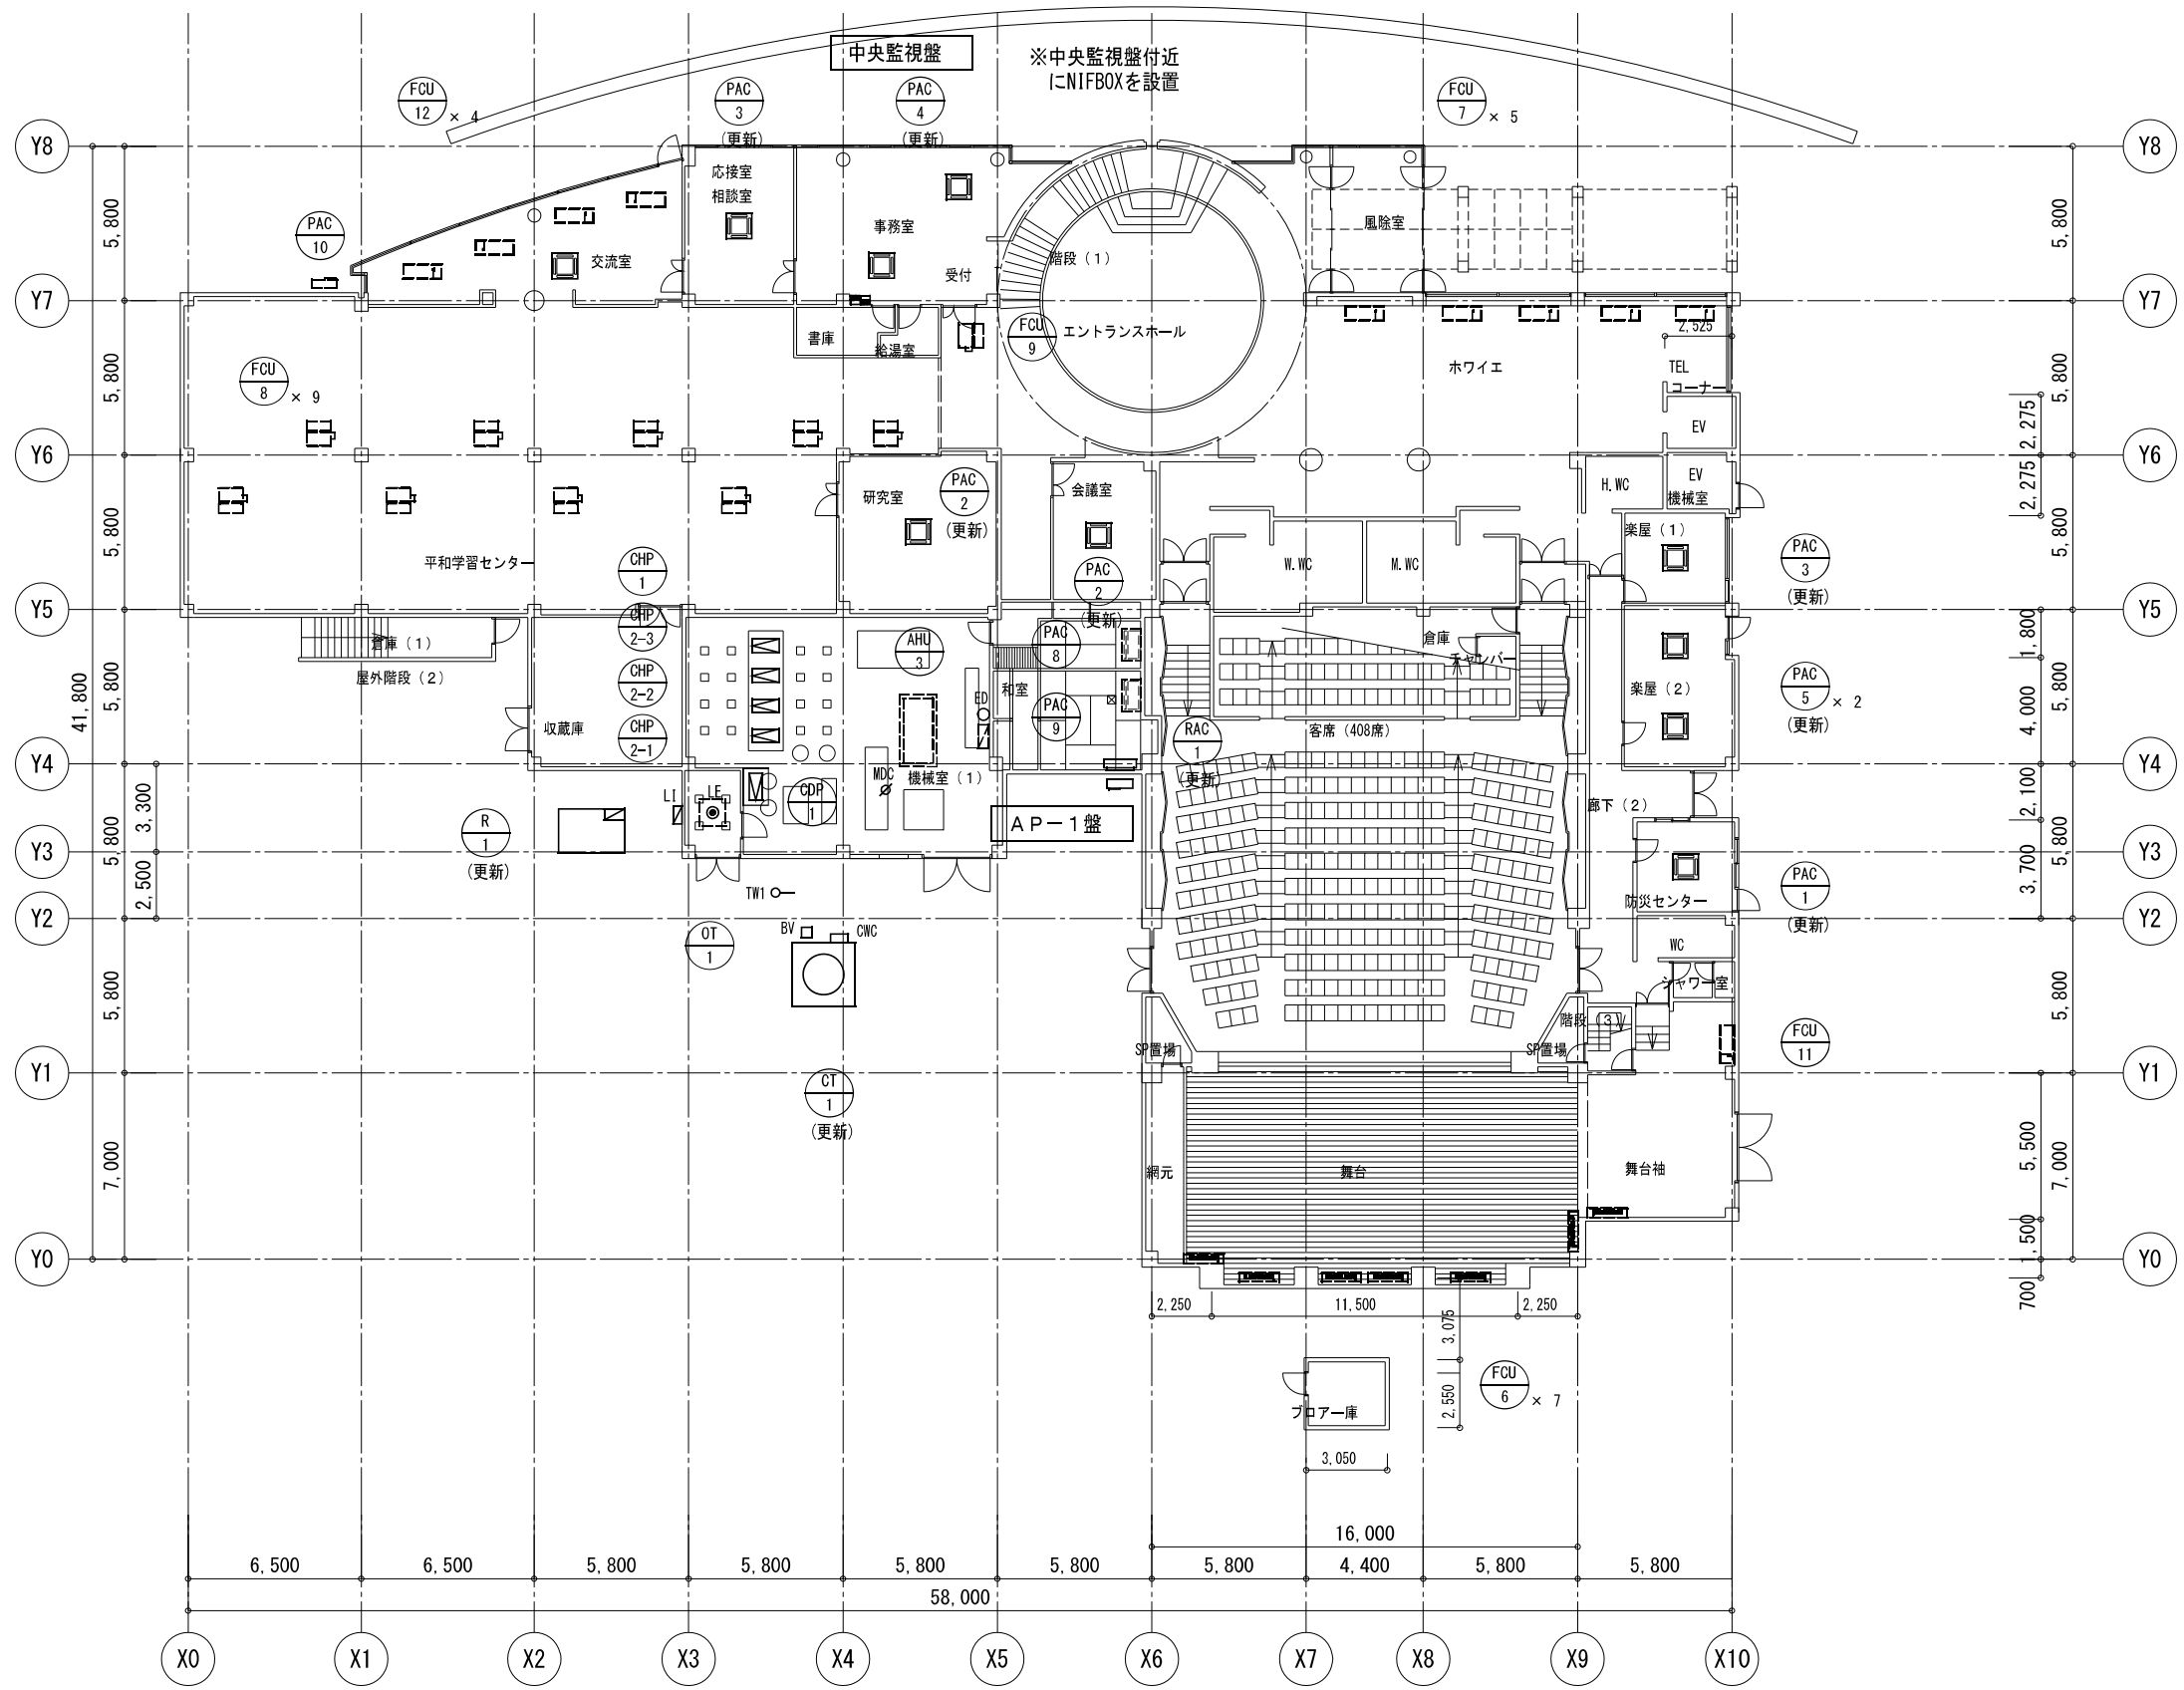 中央監視盤
※中央監視盤付近
にNIFBOXを設置
FCU
12
× 4
PAC
3
(更新)
PAC
4
(更新)
FCU
7
× 5
Y8
Y8
応接室
相談室
事務室
受付
交流室
PAC
10
階段(1)
風除室
5,800
5,800
Y7
Y7
書庫
給湯室
FCU
9
エントランスホール
2,525
ホワイエ
TEL
コーナー
FCU
8
× 9
EV
5,800
5,800
2,275
Y6
Y6
研究室
PAC
2
(更新)
会議室
H.WC
EV
機械室
楽屋(1)
2,275
平和学習センター
CHP
1
PAC
2
(更新)
W.WC
M.WC
PAC
3
(更新)
5,800
5,800
Y5
Y5
倉庫(1)
屋外階段(2)
CHP
2-3
CHP
2-2
CHP
2-1
AHU
3
PAC
8
PAC
9
和室
ED
倉庫
チャンバー
客席(408席)
楽屋(2)
PAC
5
× 2
(更新)
1,800
4,000
5,800
5,800
41,800
収蔵庫
RAC
1
(更新)
Y4
Y4
LI
LE
CDP
1
MDC
機械室(1)
AP-1盤
廊下(2)
R
1
(更新)
3,300
5,800
2,100
5,800
Y3
Y3
TW1
2,500
3,700
防災センター
PAC
1
(更新)
Y2
Y2
OT
1
BV
CWC
WC
シャワー室
階段(3)
SP置場
SP置場
FCU
11
5,800
5,800
Y1
Y1
CT
1
(更新)
綱元
舞台
舞台袖
7,000
5,500
7,000
1,500
Y0
Y0
700
2,250
11,500
2,250
3,075
FCU
6
× 7
2,550
ブロアー庫
3,050
16,000
6,500
6,500
5,800
5,800
5,800
5,800
5,800
4,400
5,800
5,800
58,000
X0
X1
X2
X3
X4
X5
X6
X7
X8
X9
X10